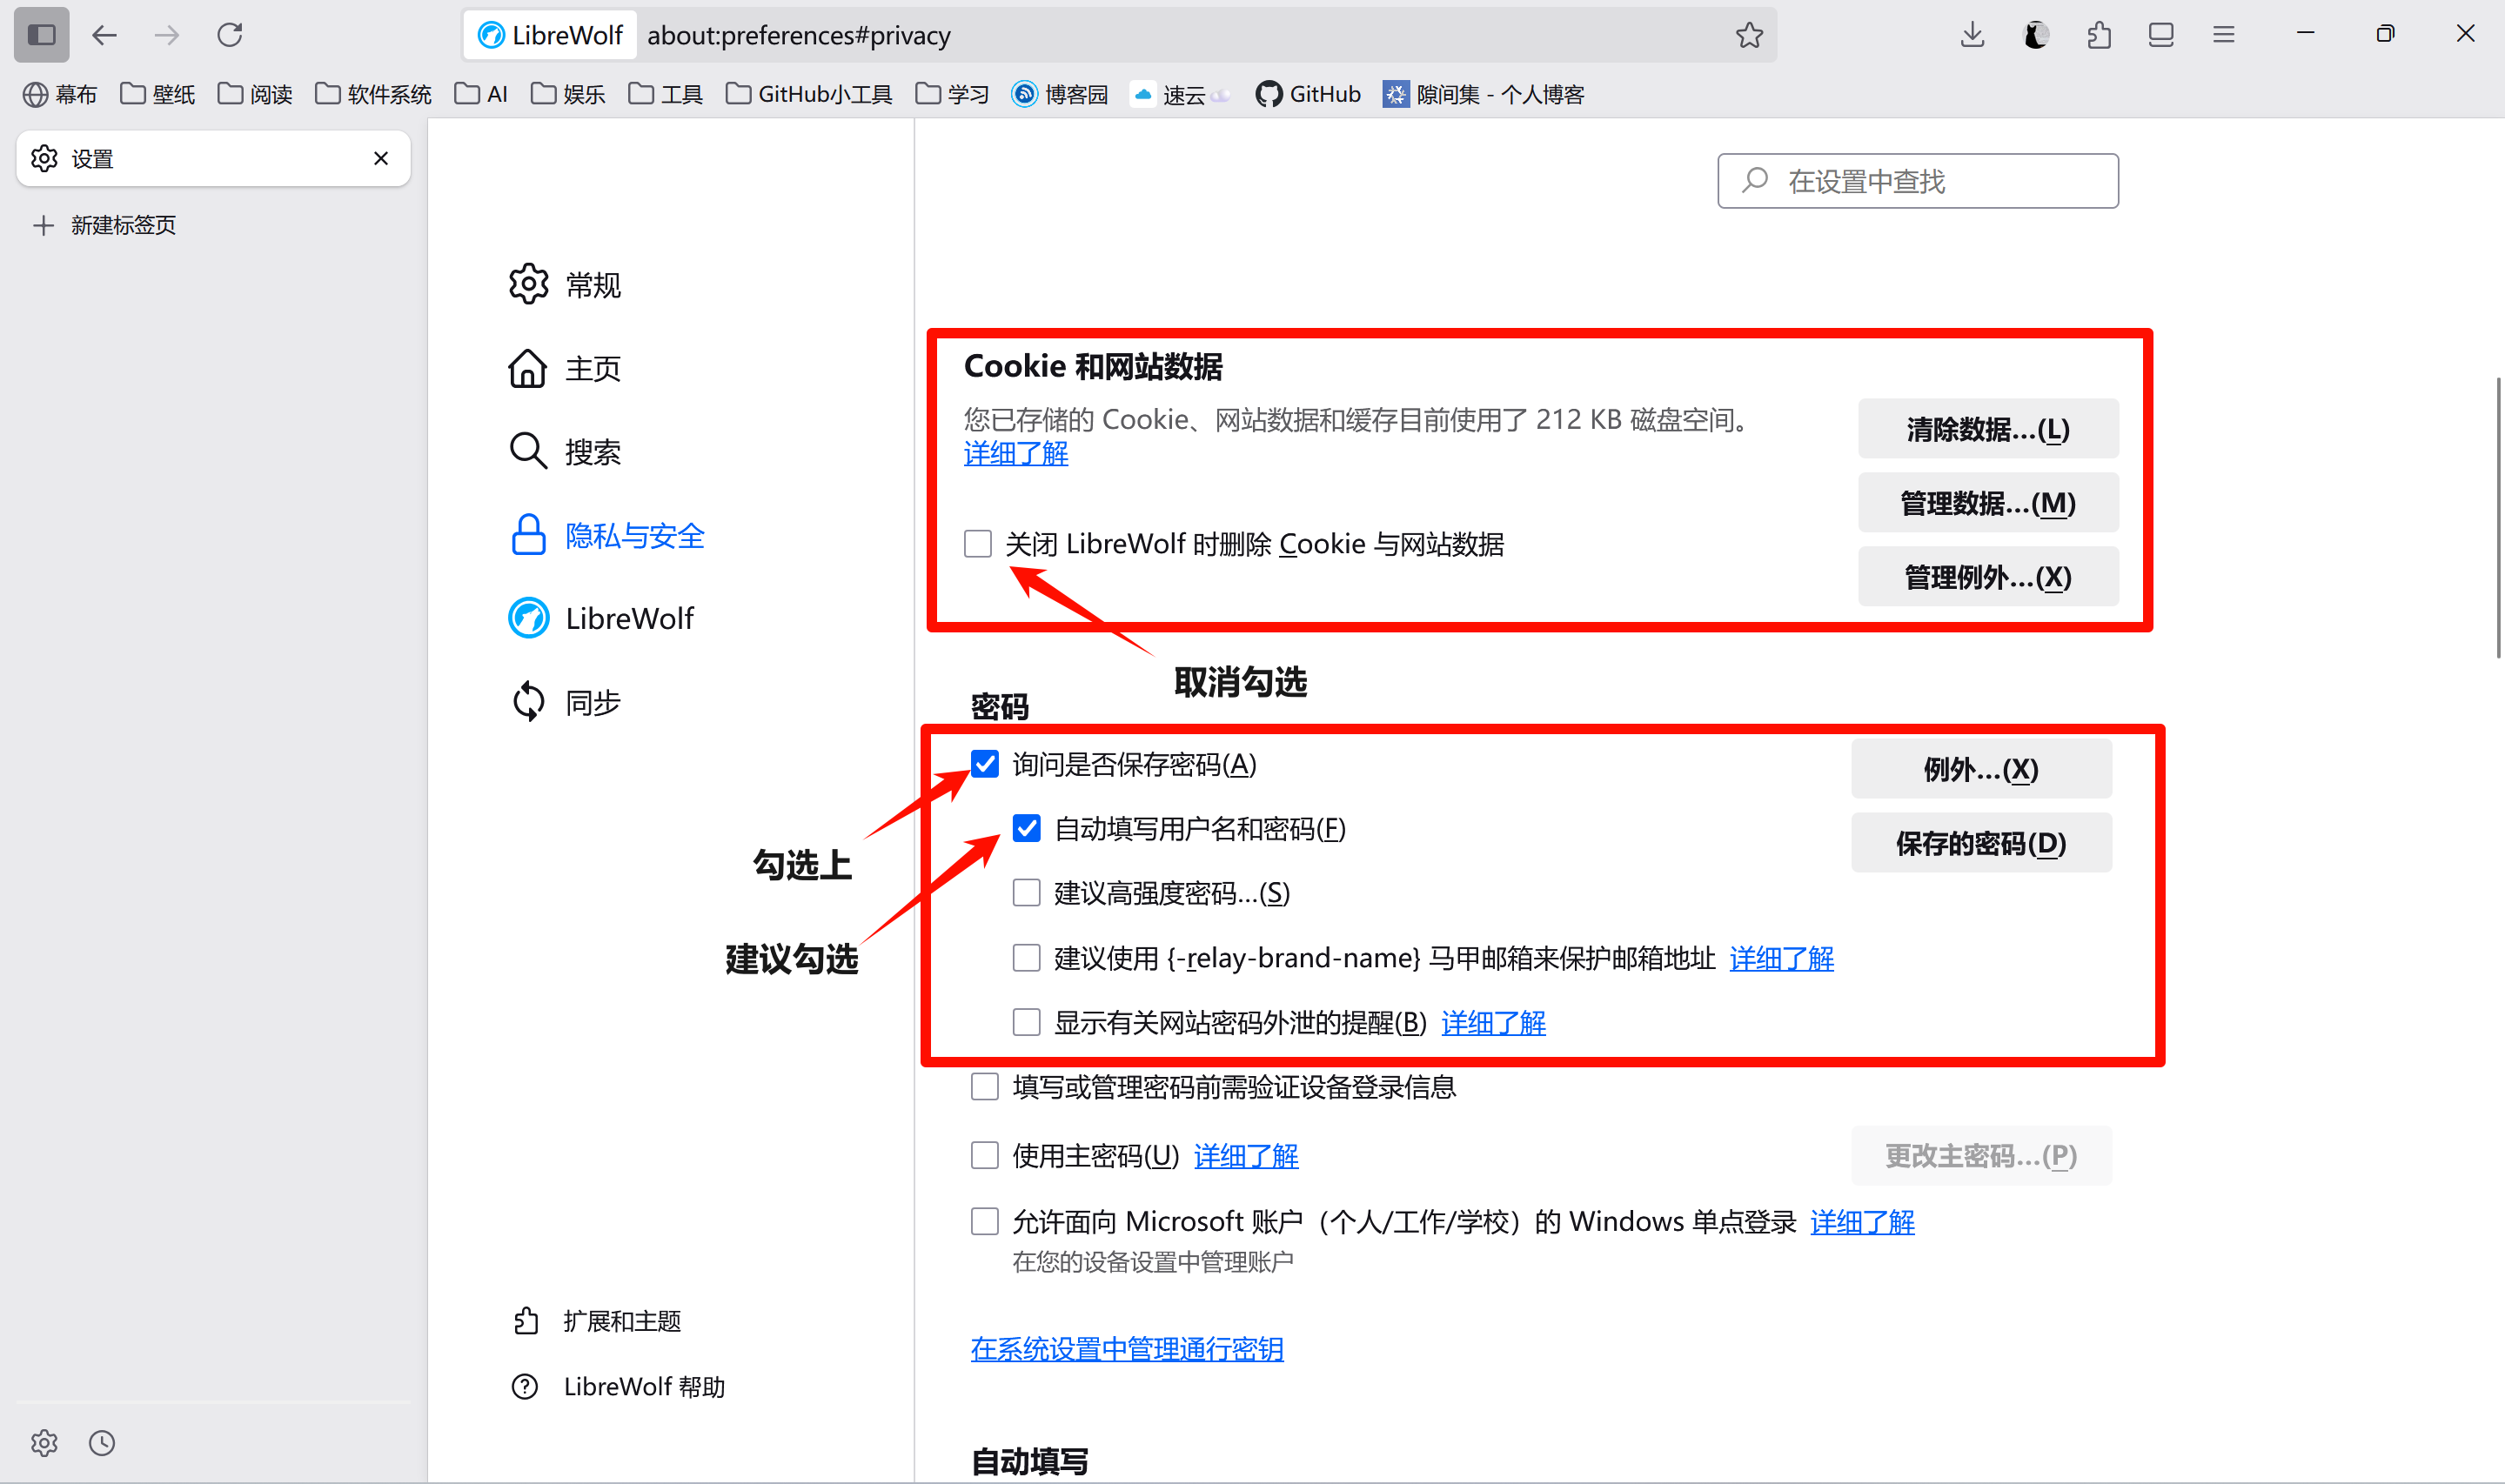 LibreWolf about:preferences#privacy
幕布 壁纸 阅读 软件系统 AI 娱乐 工具 GitHub小工具 学习 博客园 速云 GitHub 隙间集 - 个人博客
设置
新建标签页
在设置中查找
常规
主页
搜索
隐私与安全
LibreWolf
同步
扩展和主题
LibreWolf 帮助
Cookie 和网站数据
您已存储的 Cookie、网站数据和缓存目前使用了 212 KB 磁盘空间。
详细了解
清除数据...(L)
管理数据...(M)
关闭 LibreWolf 时删除 Cookie 与网站数据
管理例外...(X)
取消勾选
密码
询问是否保存密码(A)
例外...(X)
自动填写用户名和密码(F)
保存的密码(D)
勾选上
建议高强度密码...(S)
建议勾选
建议使用 {-relay-brand-name} 马甲邮箱来保护邮箱地址 详细了解
显示有关网站密码外泄的提醒(B) 详细了解
填写或管理密码前需验证设备登录信息
使用主密码(U) 详细了解
更改主密码...(P)
允许面向 Microsoft 账户（个人/工作/学校）的 Windows 单点登录 详细了解
在您的设备设置中管理账户
在系统设置中管理通行密钥
自动填写